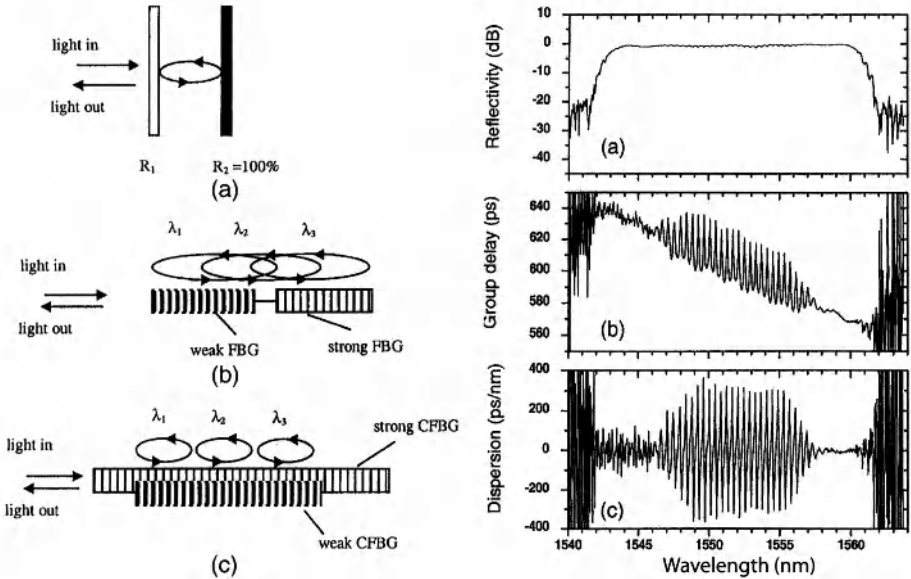 (a)
light in
light out
R1
R2 =100%
(a)
λ1
λ2
λ3
light in
light out
weak FBG
strong FBG
(b)
λ1
λ2
λ3
light in
strong CFBG
light out
weak CFBG
(c)
10
0
-10
-20
-30
-40
Reflectivity (dB)
(a)
640
620
600
580
560
Group delay (ps)
(b)
400
200
0
-200
-400
Dispersion (ps/nm)
(c)
1540
1545
1550
1555
1560
Wavelength (nm)